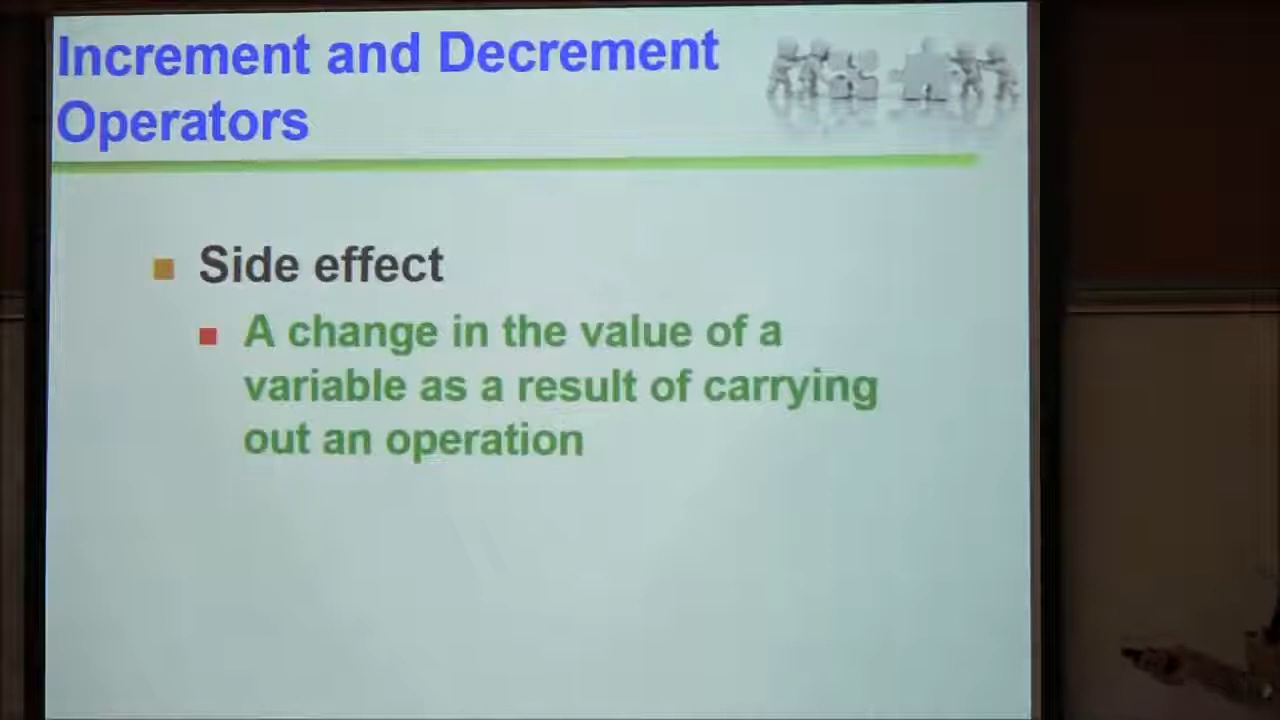 Increment and Decrement
Operators
Side effect
A change in the value of a
variable as a result of carrying
out an operation